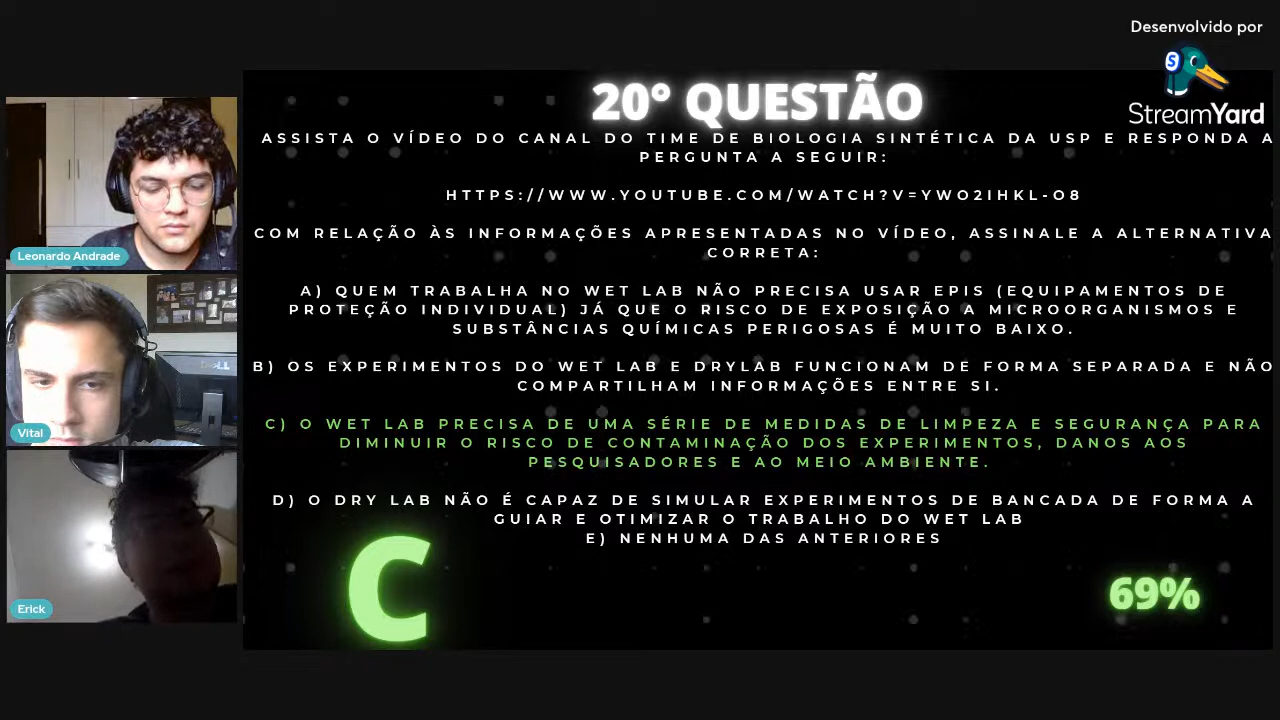 Desenvolvido por
StreamYard
20° QUESTÃO
ASSISTA O VÍDEO DO CANAL DO TIME DE BIOLOGIA SINTÉTICA DA USP E RESPONDA A
PERGUNTA A SEGUIR:
HTTPS://WWW.YOUTUBE.COM/WATCH?V=YWO2IHKL-O8
COM RELAÇÃO ÀS INFORMAÇÕES APRESENTADAS NO VÍDEO, ASSINALE A ALTERNATIVA
CORRETA:
A) QUEM TRABALHA NO WET LAB NÃO PRECISA USAR EPIS (EQUIPAMENTOS DE
PROTEÇÃO INDIVIDUAL) JÁ QUE O RISCO DE EXPOSIÇÃO A MICROORGANISMOS E
SUBSTÂNCIAS QUÍMICAS PERIGOSAS É MUITO BAIXO.
B) OS EXPERIMENTOS DO WET LAB E DRYLAB FUNCIONAM DE FORMA SEPARADA E NÃO
COMPARTILHAM INFORMAÇÕES ENTRE SI.
C) O WET LAB PRECISA DE UMA SÉRIE DE MEDIDAS DE LIMPEZA E SEGURANÇA PARA
DIMINUIR O RISCO DE CONTAMINAÇÃO DOS EXPERIMENTOS, DANOS AOS
PESQUISADORES E AO MEIO AMBIENTE.
D) O DRY LAB NÃO É CAPAZ DE SIMULAR EXPERIMENTOS DE BANCADA DE FORMA A
GUIAR E OTIMIZAR O TRABALHO DO WET LAB
E) NENHUMA DAS ANTERIORES
C
69%
Leonardo Andrade
Vital
Erick